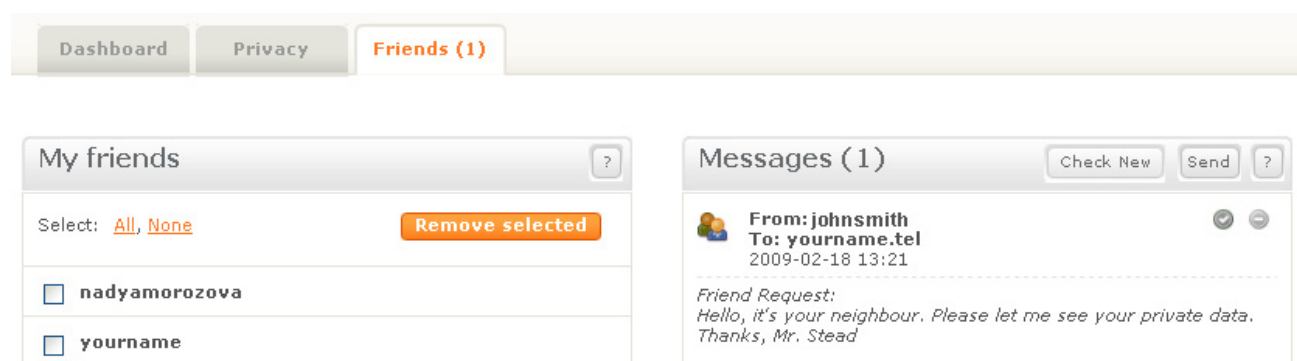 Dashboard Privacy Friends (1)
My friends ?
Select: All, None Remove selected
nadyamorozova
yourname
Messages (1) Check New Send ?
From: johnsmith
To: yourname.tel
2009-02-18 13:21
Friend Request:
Hello, it's your neighbour. Please let me see your private data.
Thanks, Mr. Stead